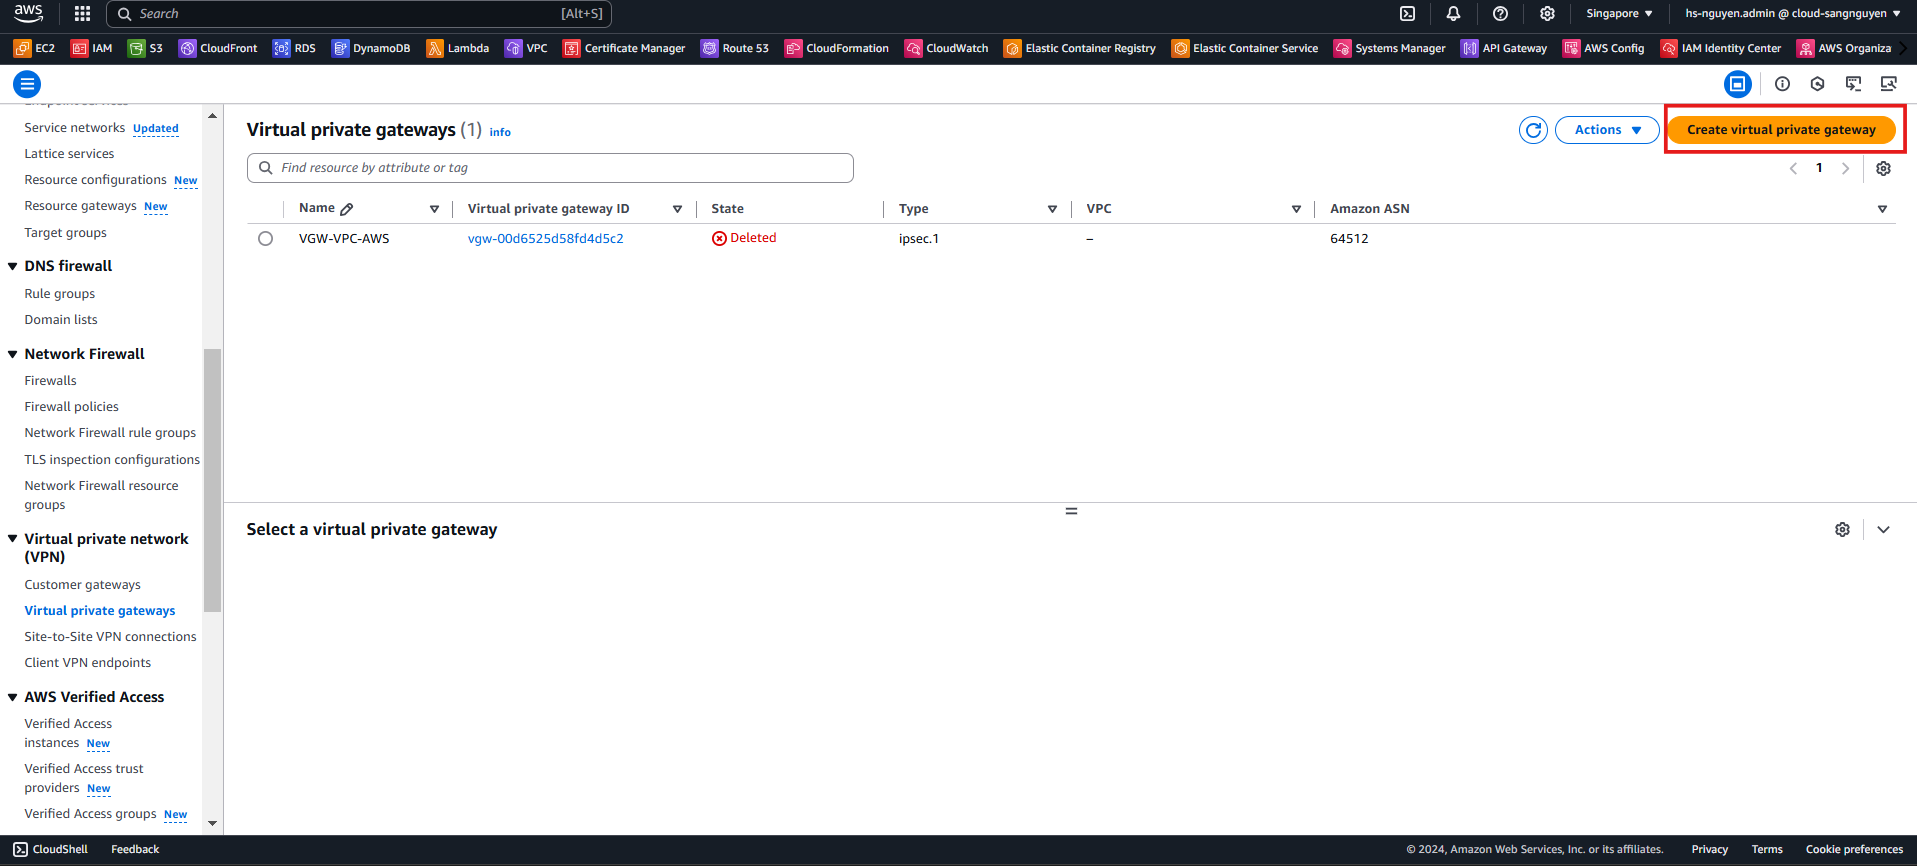 aws
Search [Alt+S]
Singapore
hs-nguyen.admin @ cloud-sangnguyen
EC2 IAM S3 CloudFront RDS DynamoDB Lambda VPC Certificate Manager Route 53 CloudFormation CloudWatch Elastic Container Registry Elastic Container Service Systems Manager API Gateway AWS Config IAM Identity Center AWS Organiza
Service networks Updated
Lattice services
Resource configurations New
Resource gateways New
Target groups
DNS firewall
Rule groups
Domain lists
Network Firewall
Firewalls
Firewall policies
Network Firewall rule groups
TLS inspection configurations
Network Firewall resource
groups
Virtual private network
(VPN)
Customer gateways
Virtual private gateways
Site-to-Site VPN connections
Client VPN endpoints
AWS Verified Access
Verified Access
instances New
Verified Access trust
providers New
Verified Access groups New
Virtual private gateways (1) info
Actions
Create virtual private gateway
Find resource by attribute or tag
1
Name Virtual private gateway ID State Type VPC Amazon ASN
VGW-VPC-AWS vgw-00d6525d58fd4d5c2 Deleted ipsec.1 – 64512
Select a virtual private gateway
CloudShell Feedback
© 2024, Amazon Web Services, Inc. or its affiliates. Privacy Terms Cookie preferences